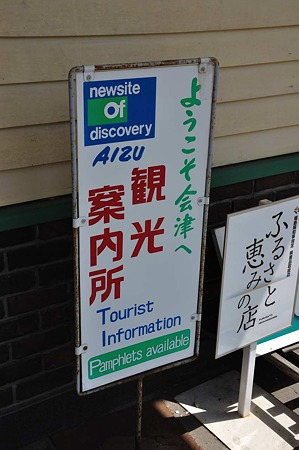 newsite
of
discovery
AIZU
ようこそ会津へ
観光
案内所
Tourist
Information
Pamphlets available
ふるさと
恵みの店